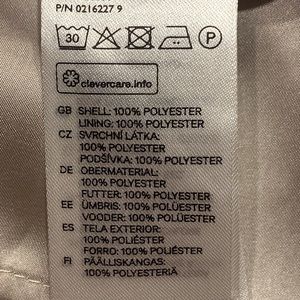 P/N 0216227 9
30 P
clevercare.info
GB SHELL: 100% POLYESTER
LINING: 100% POLYESTER
CZ SVRCHNÍ LÁTKA:
100% POLYESTER
PODŠÍVKA: 100% POLYESTER
DE OBERMATERIAL:
100% POLYESTER
FUTTER: 100% POLYESTER
EE ÜMBRIS: 100% POLÜESTER
VOODER: 100% POLÜESTER
ES TELA EXTERIOR:
100% POLIÉSTER
FORRO: 100% POLIÉSTER
FI PÄÄLLISKANGAS:
100% POLYESTERIÄ